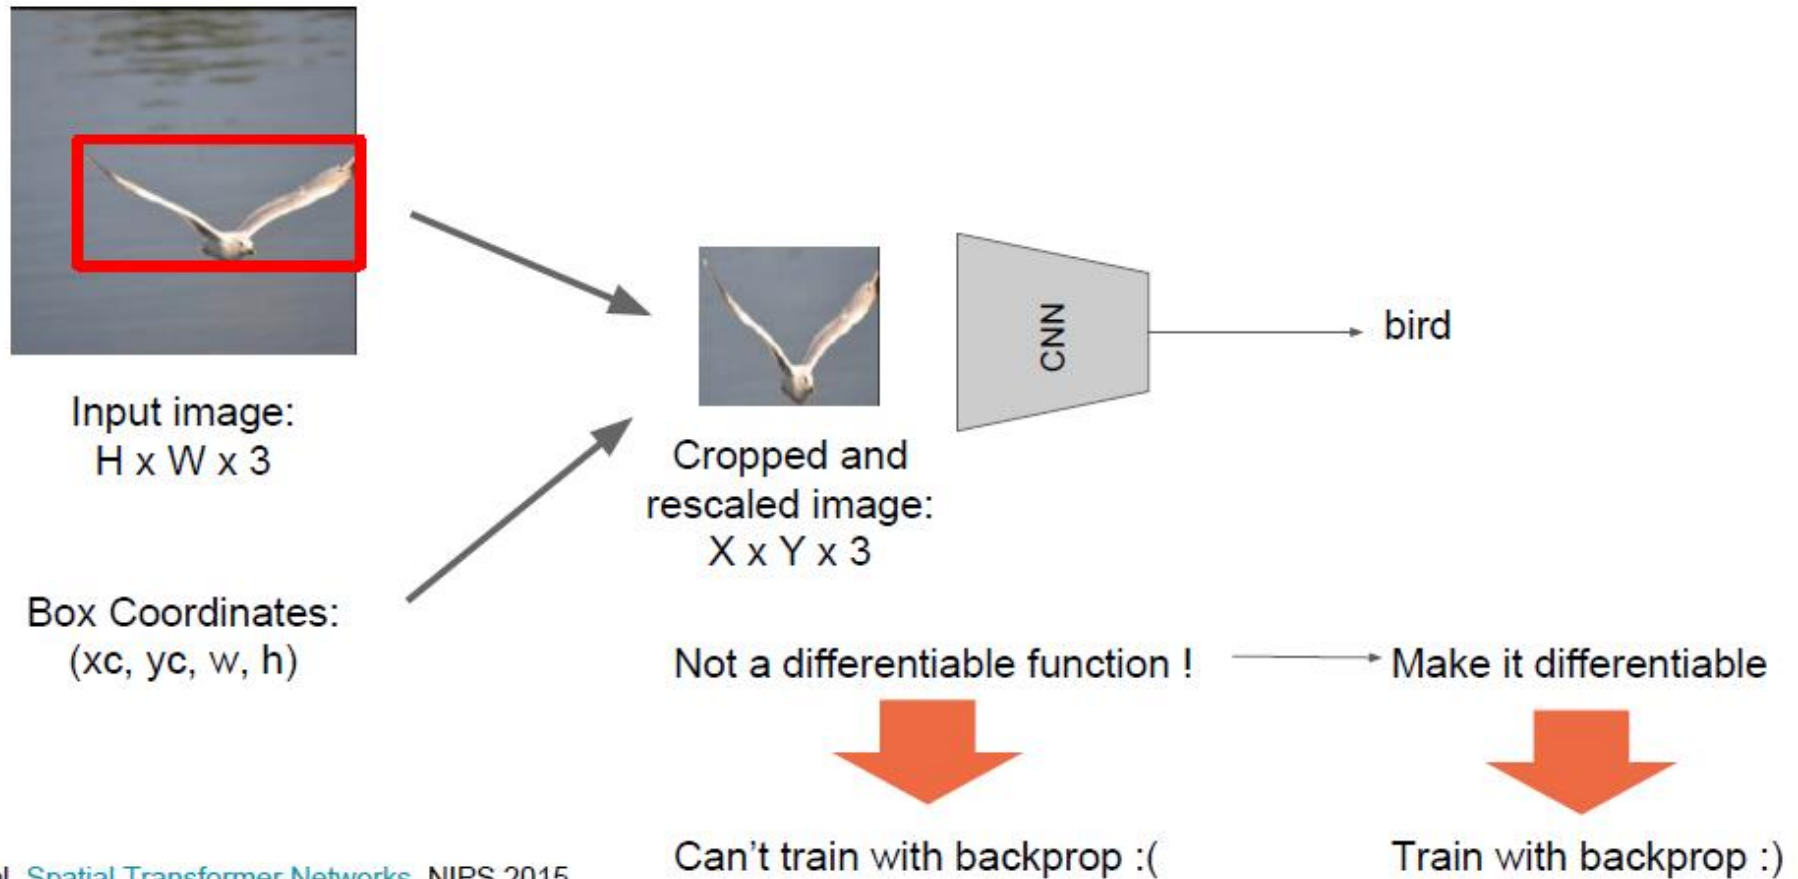 Input image:
H x W x 3
Box Coordinates:
(xc, yc, w, h)
Cropped and
rescaled image:
X x Y x 3
CNN
bird
Not a differentiable function !
Make it differentiable
Can't train with backprop :(
Train with backprop :)
Spatial Transformer Networks. NIPS 2015